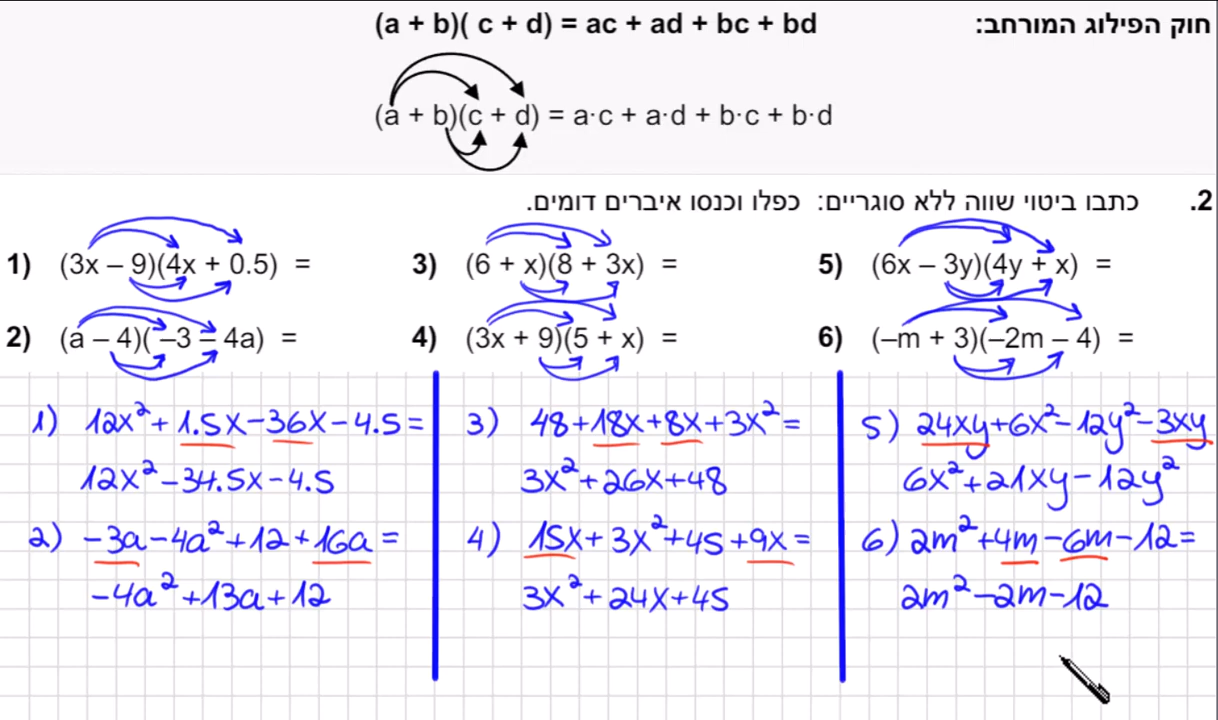 חוק הפילוג המורחב: (a + b)( c + d) = ac + ad + bc + bd
(a + b)(c + d) = a·c + a·d + b·c + b·d
2. כתבו ביטוי שווה ללא סוגריים: כפלו וכנסו איברים דומים.
1) (3x – 9)(4x + 0.5) =
3) (6 + x)(8 + 3x) =
5) (6x – 3y)(4y + x) =
2) (a – 4)(–3 – 4a) =
4) (3x + 9)(5 + x) =
6) (–m + 3)(–2m – 4) =
1) 12x² + 1.5x - 36x - 4.5 =
12x² - 34.5x - 4.5
2) -3a - 4a² + 12 + 16a =
-4a² + 13a + 12
3) 48 + 18x + 8x + 3x² =
3x² + 26x + 48
4) 15x + 3x² + 45 + 9x =
3x² + 24x + 45
5) 24xy + 6x² - 12y² - 3xy
6x² + 21xy - 12y²
6) 2m² + 4m - 6m - 12 =
2m² - 2m - 12